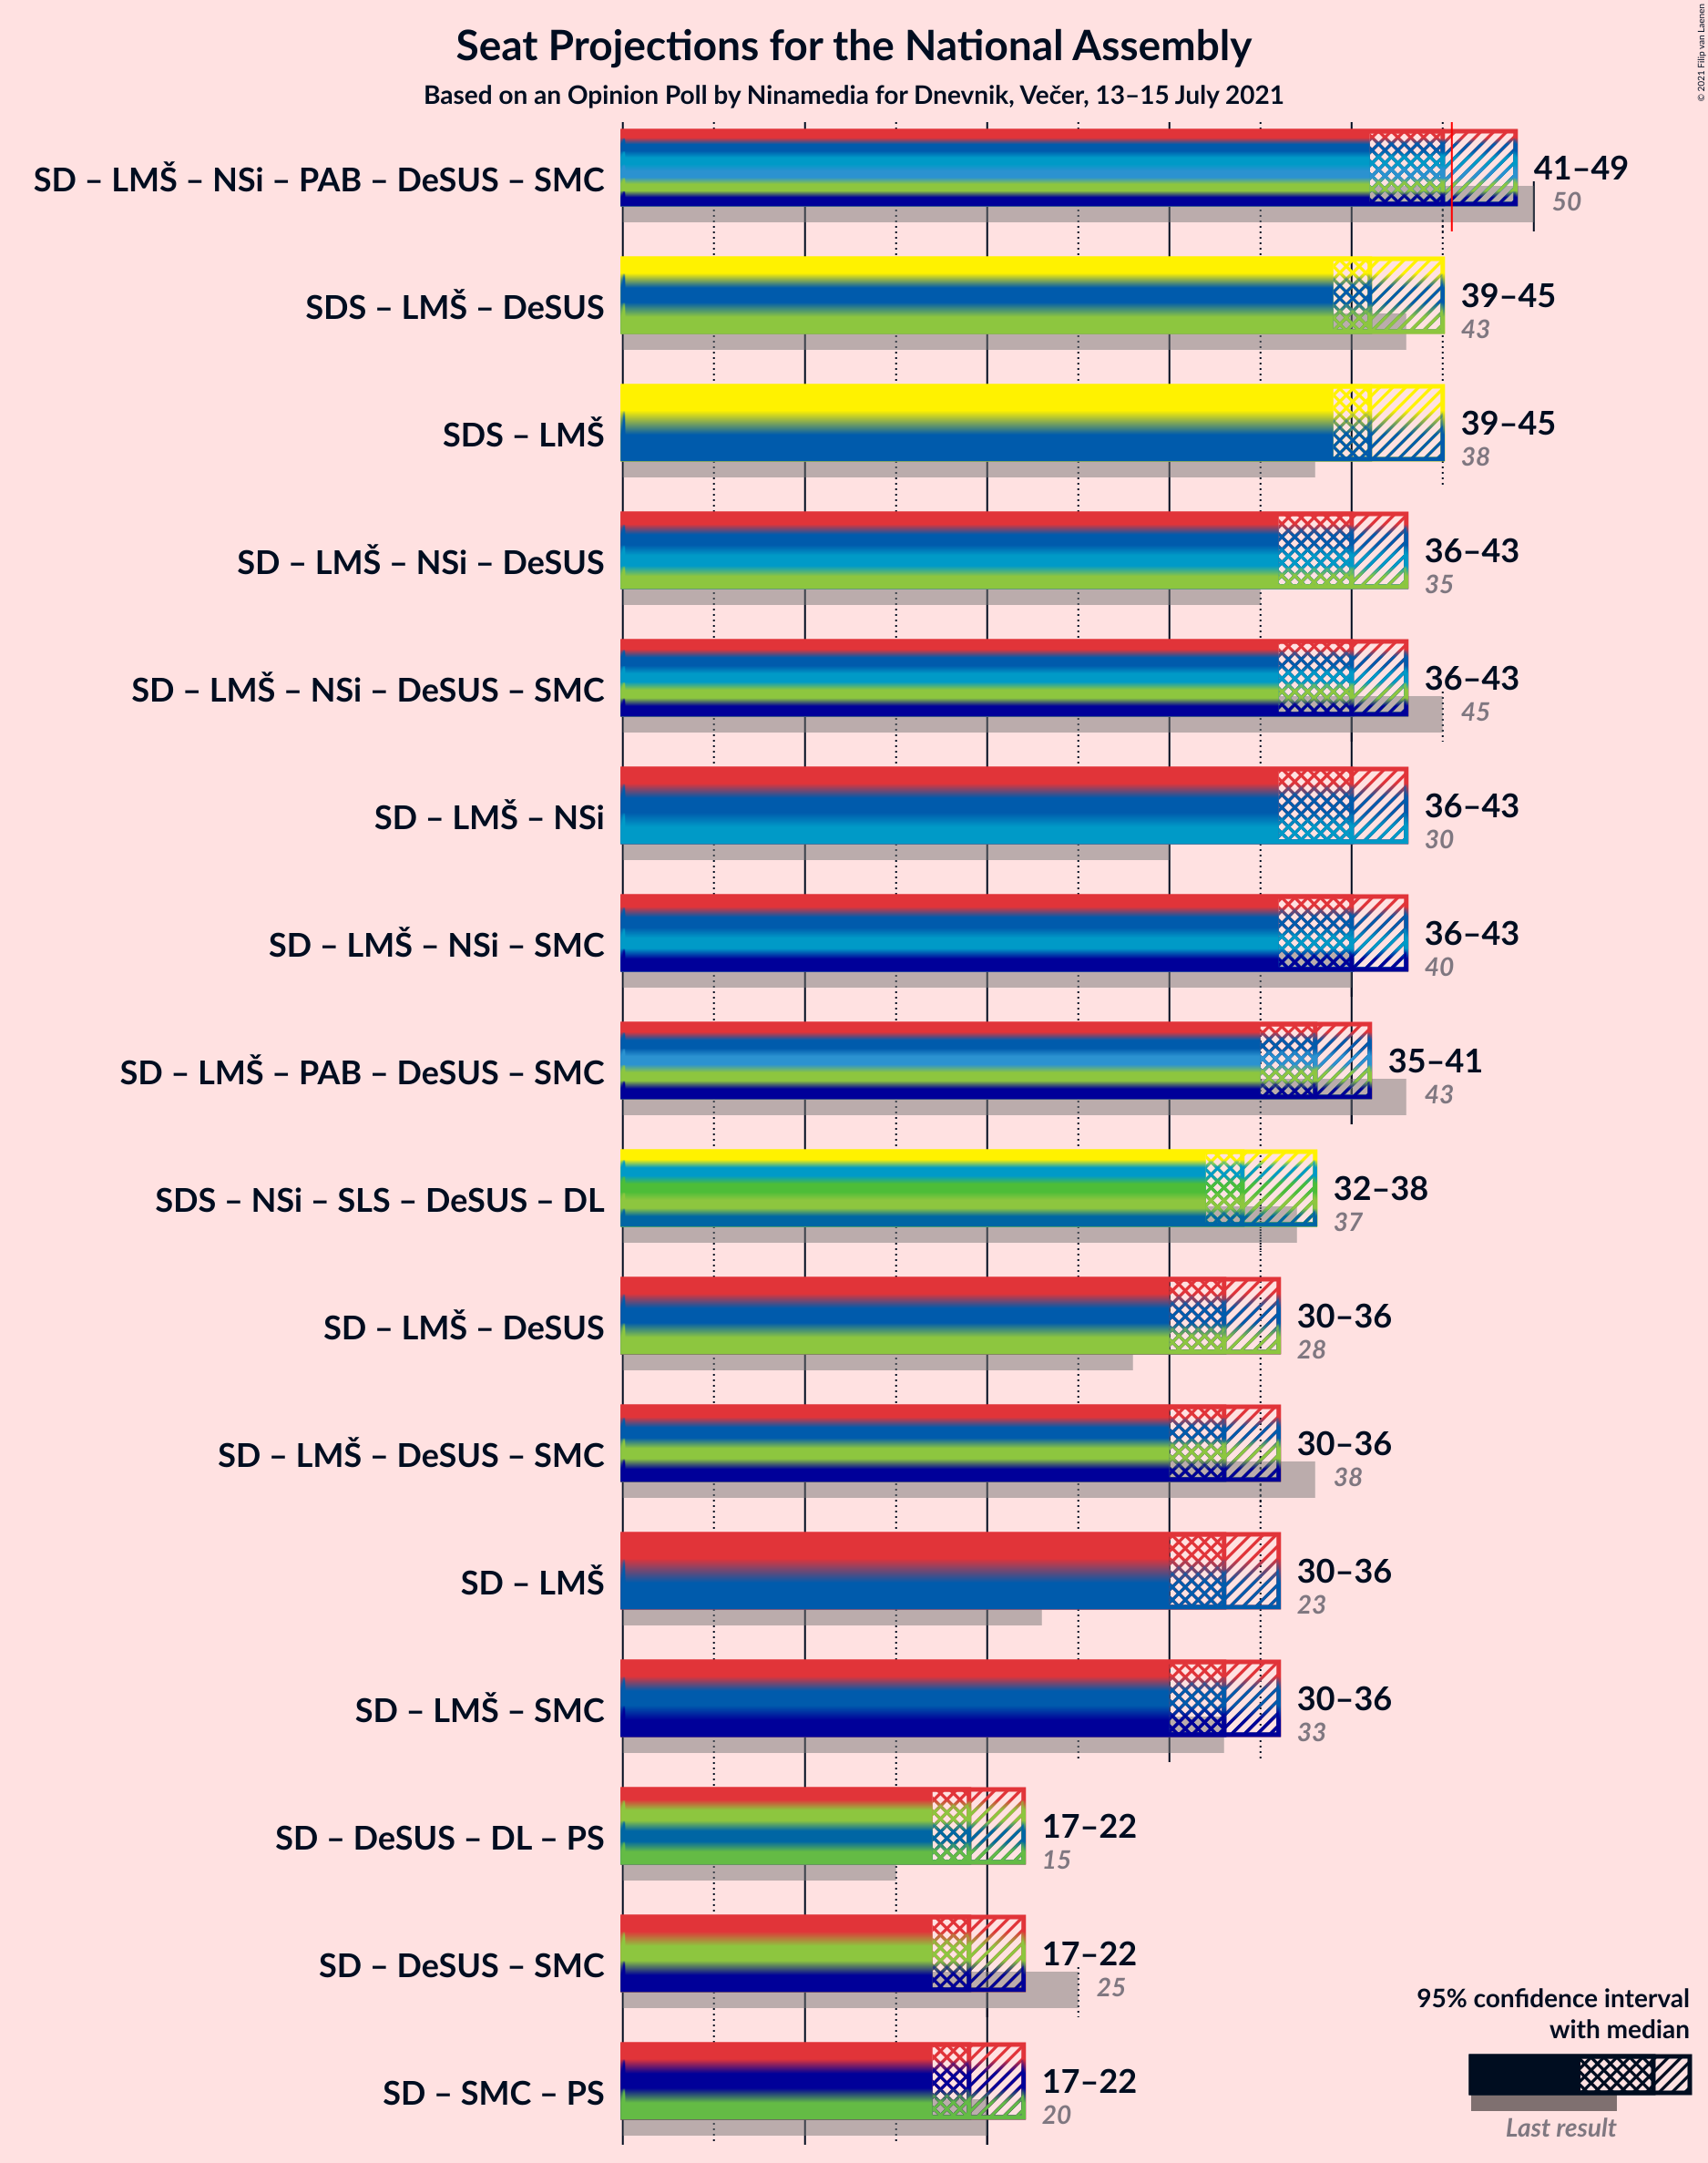 Seat Projections for the National Assembly
Based on an Opinion Poll by Ninamedia for Dnevnik, Večer, 13–15 July 2021
© 2021 Filip van Laenen
SD – LMŠ – NSi – PAB – DeSUS – SMC
41–49
50
SDS – LMŠ – DeSUS
39–45
43
SDS – LMŠ
39–45
38
SD – LMŠ – NSi – DeSUS
36–43
35
SD – LMŠ – NSi – DeSUS – SMC
36–43
45
SD – LMŠ – NSi
36–43
30
SD – LMŠ – NSi – SMC
36–43
40
SD – LMŠ – PAB – DeSUS – SMC
35–41
43
SDS – NSi – SLS – DeSUS – DL
32–38
37
SD – LMŠ – DeSUS
30–36
28
SD – LMŠ – DeSUS – SMC
30–36
38
SD – LMŠ
30–36
23
SD – LMŠ – SMC
30–36
33
SD – DeSUS – DL – PS
17–22
15
SD – DeSUS – SMC
17–22
25
SD – SMC – PS
17–22
20
95% confidence interval
with median
Last result